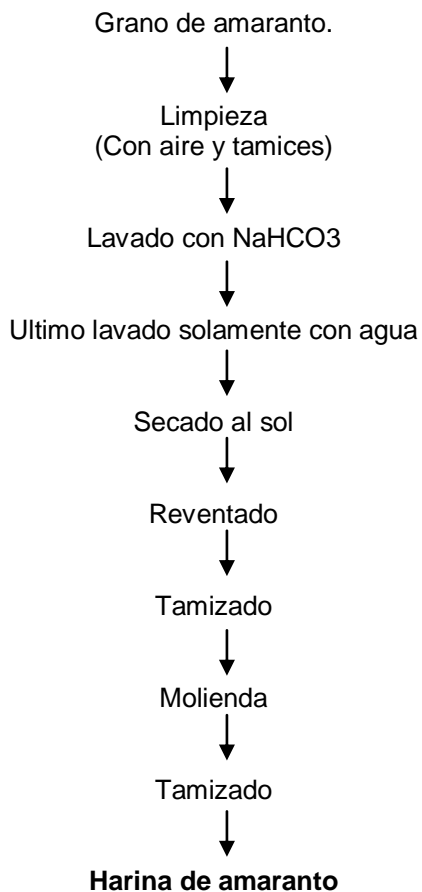 Grano de amaranto.
Limpieza
(Con aire y tamices)
Lavado con NaHCO3
Ultimo lavado solamente con agua
Secado al sol
Reventado
Tamizado
Molienda
Tamizado
Harina de amaranto